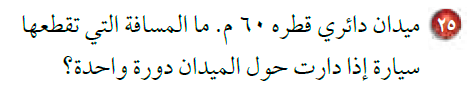 ٢٥ ميدان دائري قطره ٦٠ م. ما المسافة التي تقطعها
سيارة إذا دارت حول الميدان دورة واحدة؟